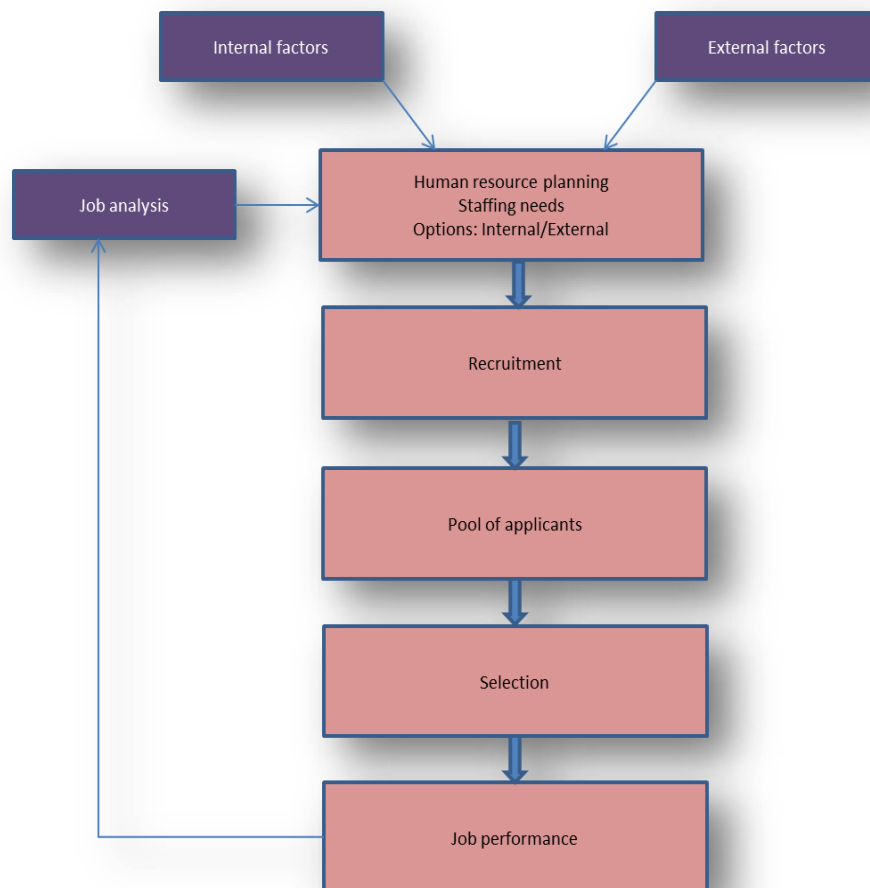 Internal factors
External factors
Job analysis
Human resource planning
Staffing needs
Options: Internal/External
Recruitment
Pool of applicants
Selection
Job performance